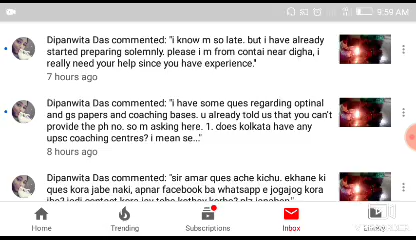 9:59 AM
Dipanwita Das commented: "i know m so late. but i have already
started preparing solemnly. please i m from contai near digha, i
really need your help since you have experience."
7 hours ago
Dipanwita Das commented: "i have some ques regarding optinal
and gs papers and coaching bases. u already told us that you can't
provide the ph no. so m asking here. 1. does kolkata have any
upsc coaching centres? i mean se..."
8 hours ago
Dipanwita Das commented: "sir amar ques ache kichu. ekhane ki
ques kora jabe naki, apnar facebook ba whatsapp e jogajog kora
Home
Trending
Subscriptions
Inbox